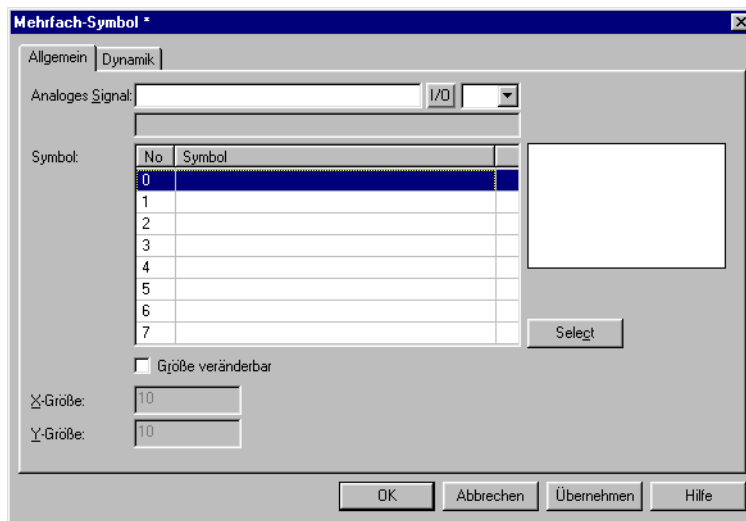 Mehrfach-Symbol *
Allgemein Dynamik
Analoges Signal: I/O
Symbol: No Symbol
0
1
2
3
4
5
6
7
Select
Größe veränderbar
X-Größe: 10
Y-Größe: 10
OK Abbrechen Übernehmen Hilfe